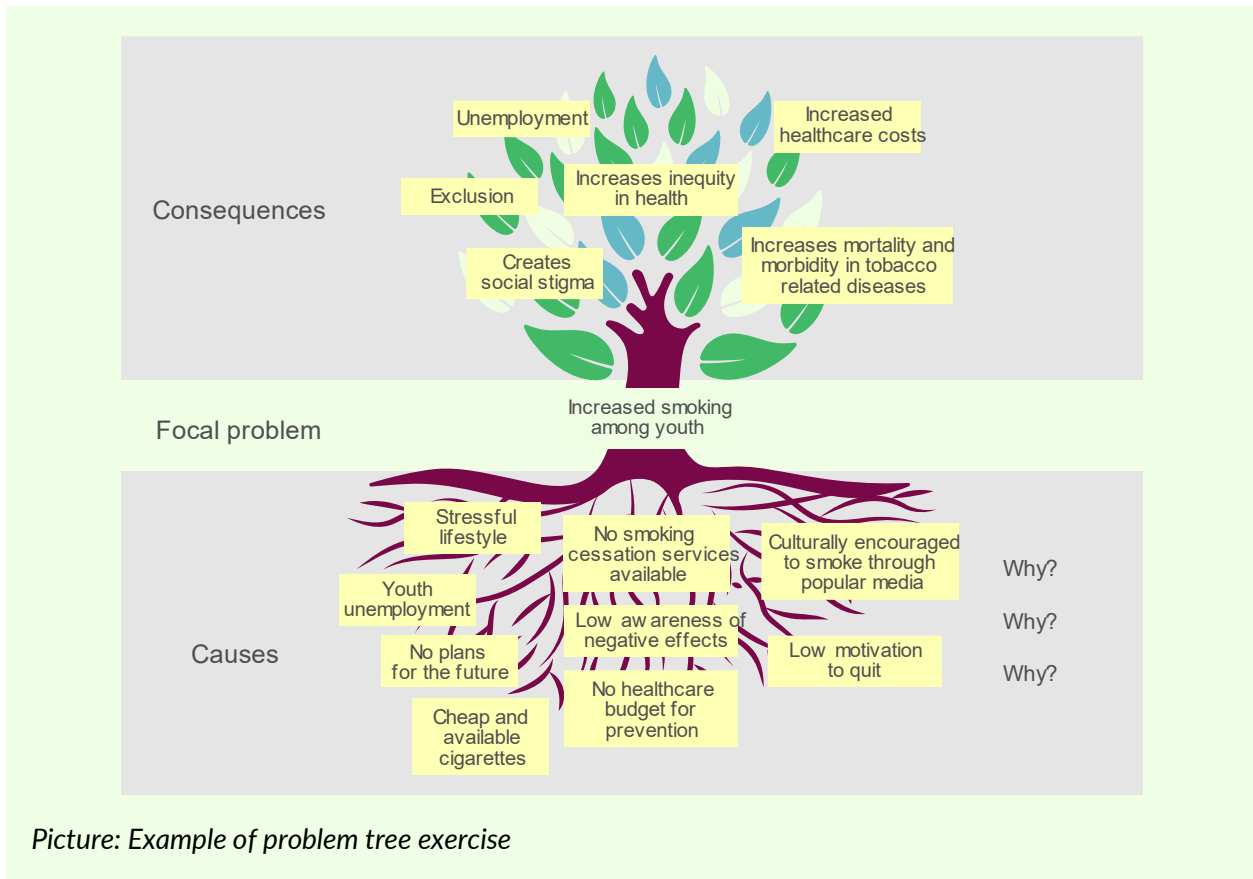 Unemployment
Increased
healthcare costs
Increases inequity
in health
Exclusion
Consequences
Increases mortality and
morbidity in tobacco
related diseases
Creates
social stigma
Increased smoking
among youth
Focal problem
Stressful
lifestyle
No smoking
cessation services
available
Culturally encouraged
to smoke through
popular media
Why?
Youth
unemployment
Low awareness of
negative effects
Why?
No plans
for the future
Causes
Low motivation
to quit
Why?
No healthcare
budget for
prevention
Cheap and
available
cigarettes
Picture: Example of problem tree exercise